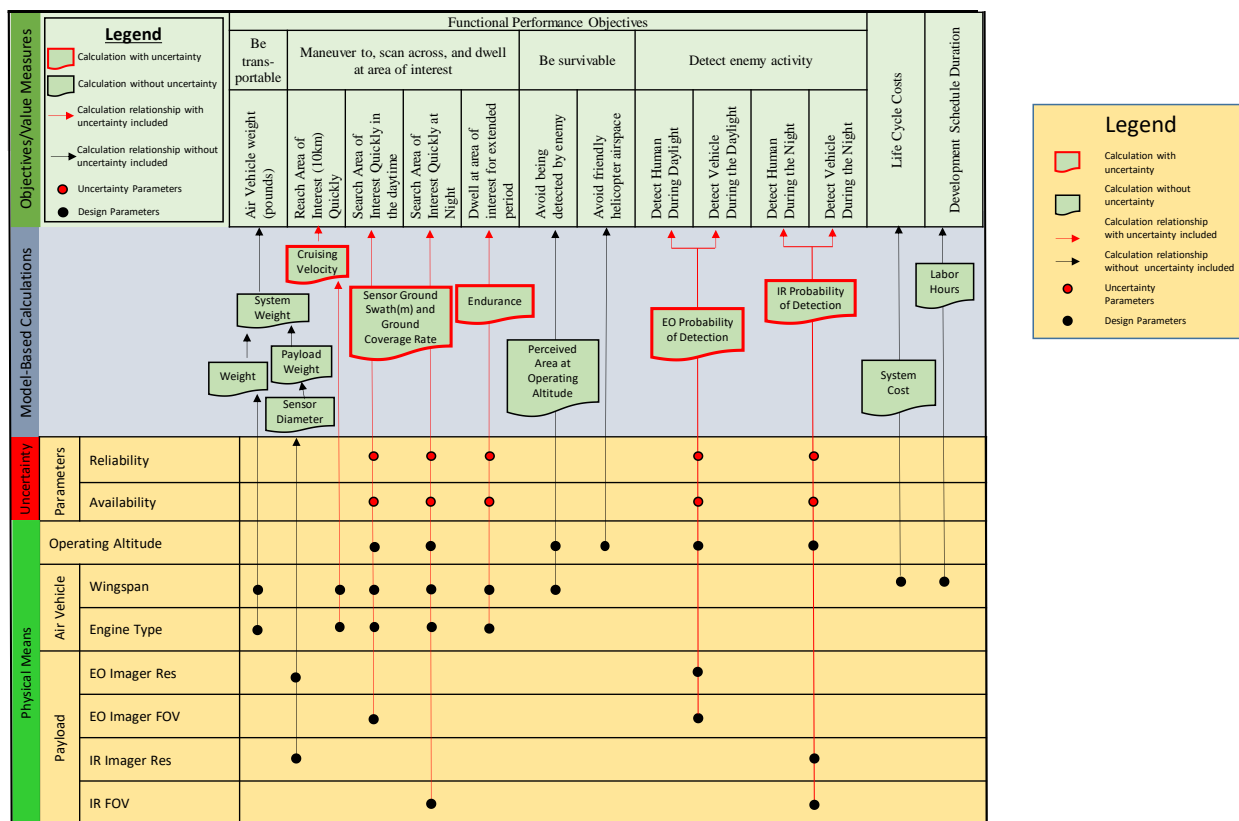 Objectives/Value Measures
Legend
Calculation with uncertainty
Calculation without uncertainty
Calculation relationship with
uncertainty included
Calculation relationship without
uncertainty included
Uncertainty Parameters
Design Parameters
Functional Performance Objectives
Be
trans-
portable
Maneuver to, scan across, and dwell
at area of interest
Be survivable
Detect enemy activity
Air Vehicle weight
(pounds)
Reach Area of
Interest (10km)
Quickly
Search Area of
Interest Quickly in
the daytime
Search Area of
Interest Quickly at
Night
Dwell at area of
interest for extended
period
Avoid being
detected by enemy
Avoid friendly
helicopter airspace
Detect Human
During Daylight
Detect Vehicle
During the Daylight
Detect Human
During the Night
Detect Vehicle
During the Night
Life Cycle Costs
Development Schedule Duration
Model-Based Calculations
Cruising
Velocity
System
Weight
Weight
Payload
Weight
Sensor
Diameter
Sensor Ground
Swath(m) and
Ground
Coverage Rate
Endurance
Perceived
Area at
Operating
Altitude
EO Probability
of Detection
IR Probability
of Detection
System
Cost
Labor
Hours
Uncertainty
Parameters
Reliability
Availability
Physical Means
Operating Altitude
Air Vehicle
Wingspan
Engine Type
Payload
EO Imager Res
EO Imager FOV
IR Imager Res
IR FOV
Legend
Calculation with
uncertainty
Calculation without
uncertainty
Calculation relationship
with uncertainty included
Calculation relationship
without uncertainty included
Uncertainty
Parameters
Design Parameters